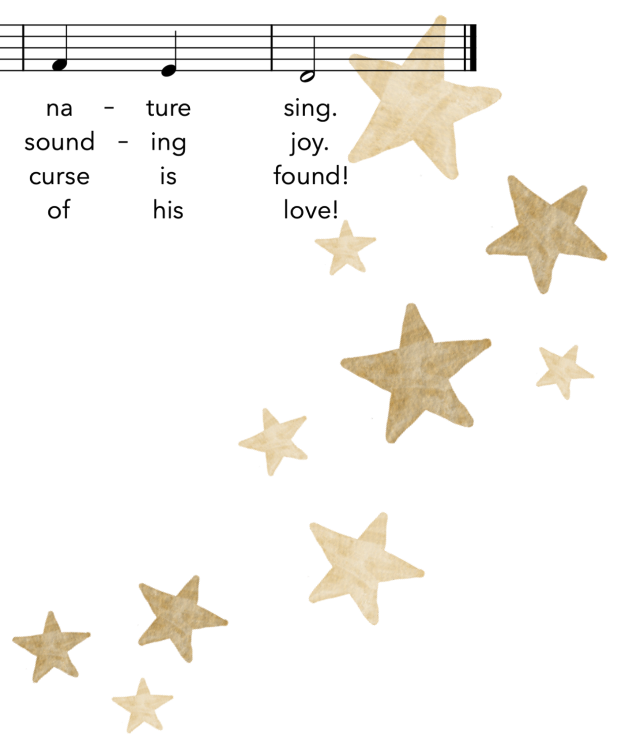 na - ture sing.
sound - ing joy.
curse is found!
of his love!